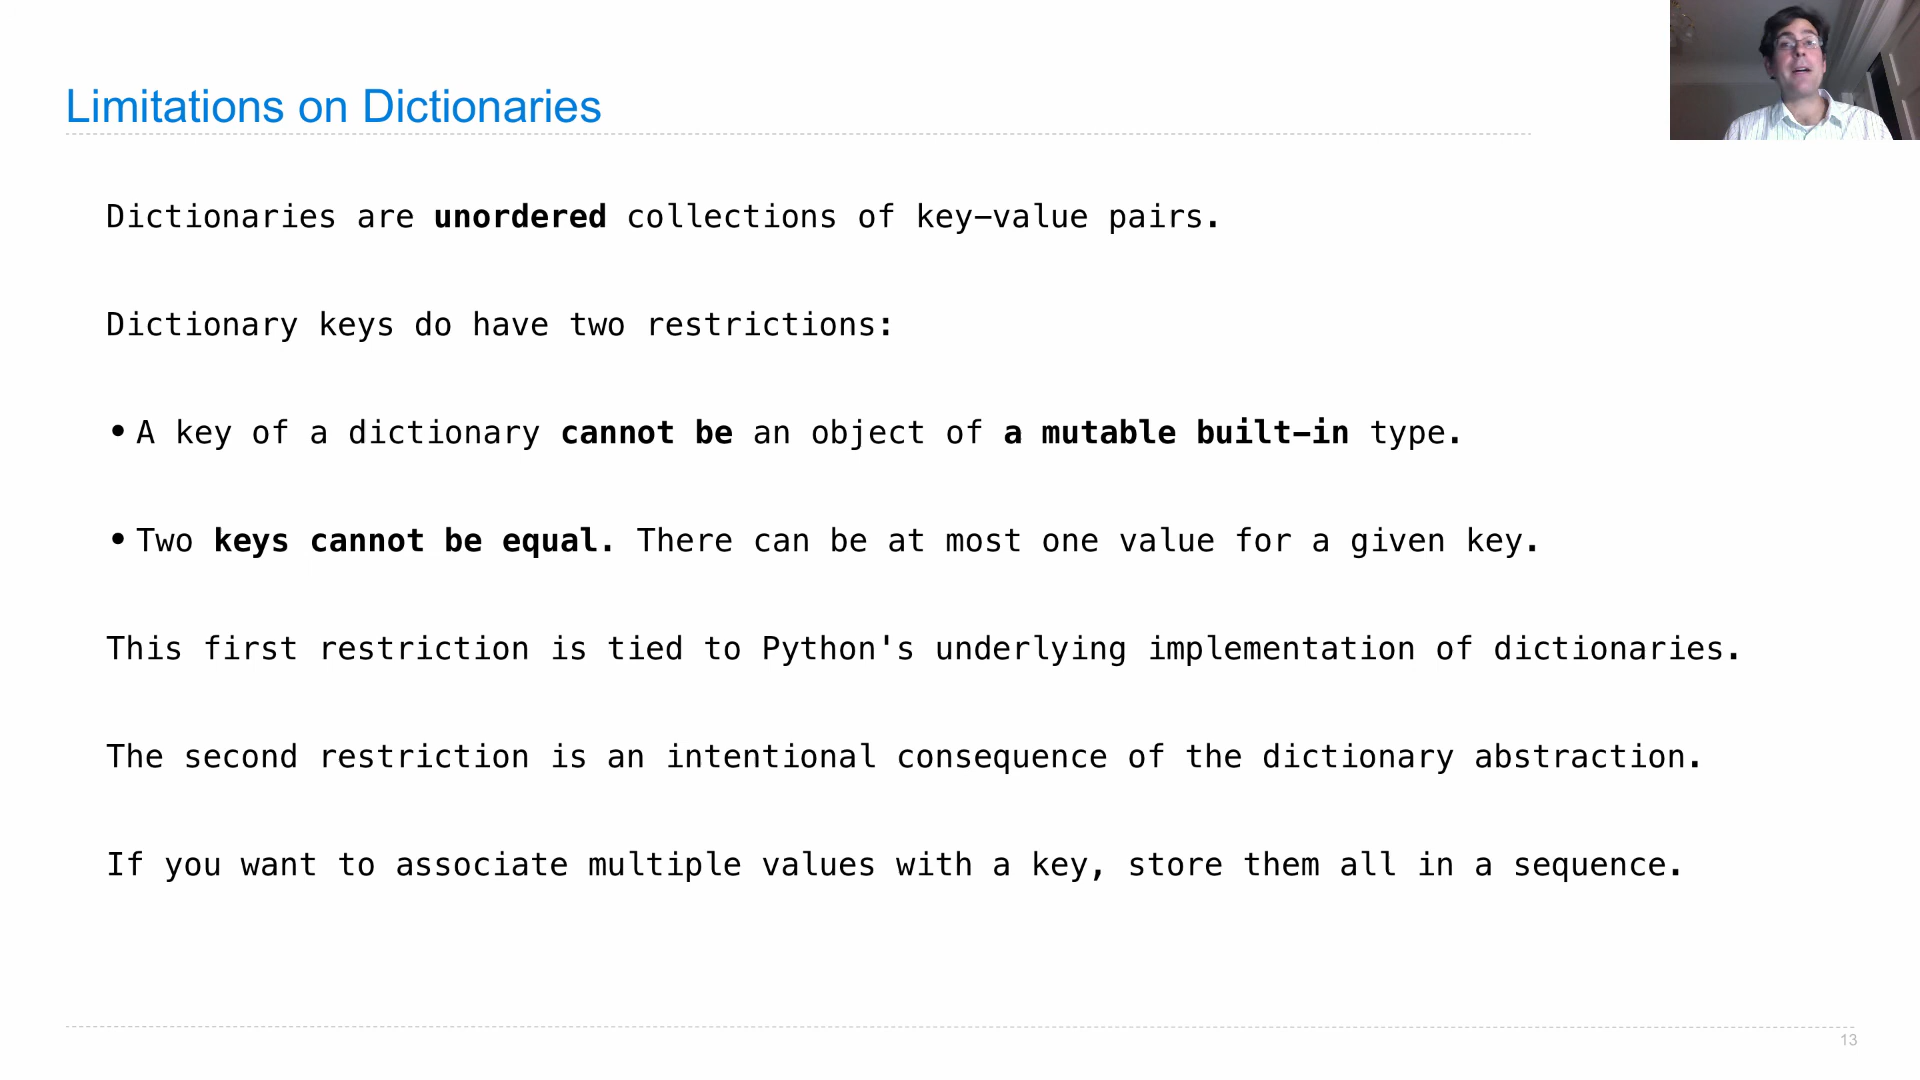 Limitations on Dictionaries
Dictionaries are unordered collections of key-value pairs.
Dictionary keys do have two restrictions:
• A key of a dictionary cannot be an object of a mutable built-in type.
• Two keys cannot be equal. There can be at most one value for a given key.
This first restriction is tied to Python's underlying implementation of dictionaries.
The second restriction is an intentional consequence of the dictionary abstraction.
If you want to associate multiple values with a key, store them all in a sequence.
13